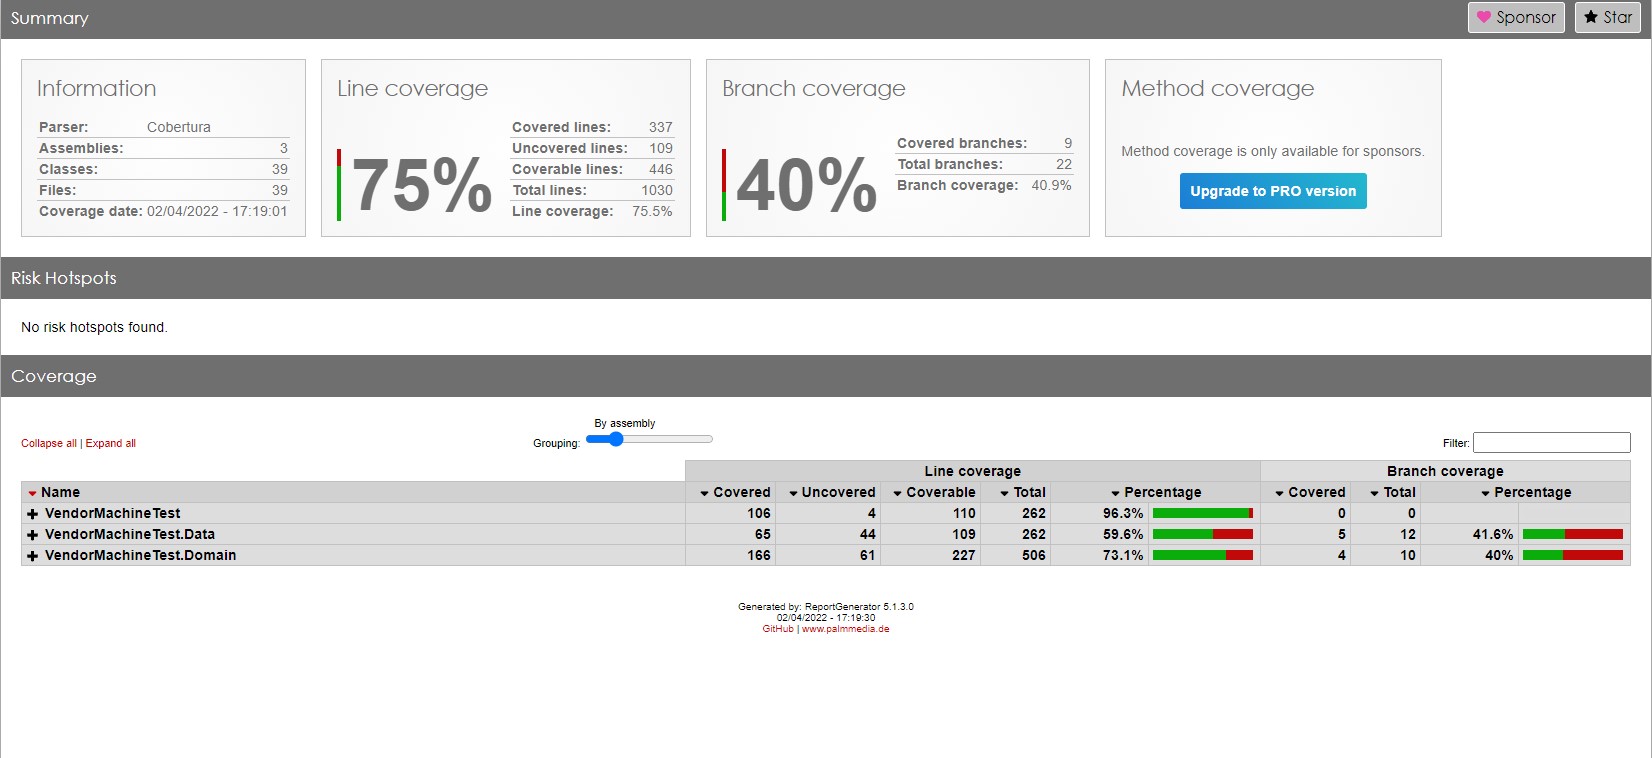 Summary
Sponsor Star
Information
Parser: Cobertura
Assemblies: 3
Classes: 39
Files: 39
Coverage date: 02/04/2022 - 17:19:01
Line coverage
75%
Covered lines: 337
Uncovered lines: 109
Coverable lines: 446
Total lines: 1030
Line coverage: 75.5%
Branch coverage
40%
Covered branches: 9
Total branches: 22
Branch coverage: 40.9%
Method coverage
Method coverage is only available for sponsors.
Upgrade to PRO version
Risk Hotspots
No risk hotspots found.
Coverage
By assembly
Collapse all | Expand all Grouping: Filter:
Line coverage Branch coverage
Name Covered Uncovered Coverable Total Percentage Covered Total Percentage
VendorMachineTest 106 4 110 262 96.3% 0 0
VendorMachineTest.Data 65 44 109 262 59.6% 5 12 41.6%
VendorMachineTest.Domain 166 61 227 506 73.1% 4 10 40%
Generated by: ReportGenerator 5.1.3.0
02/04/2022 - 17:19:30
GitHub | www.palmmedia.de